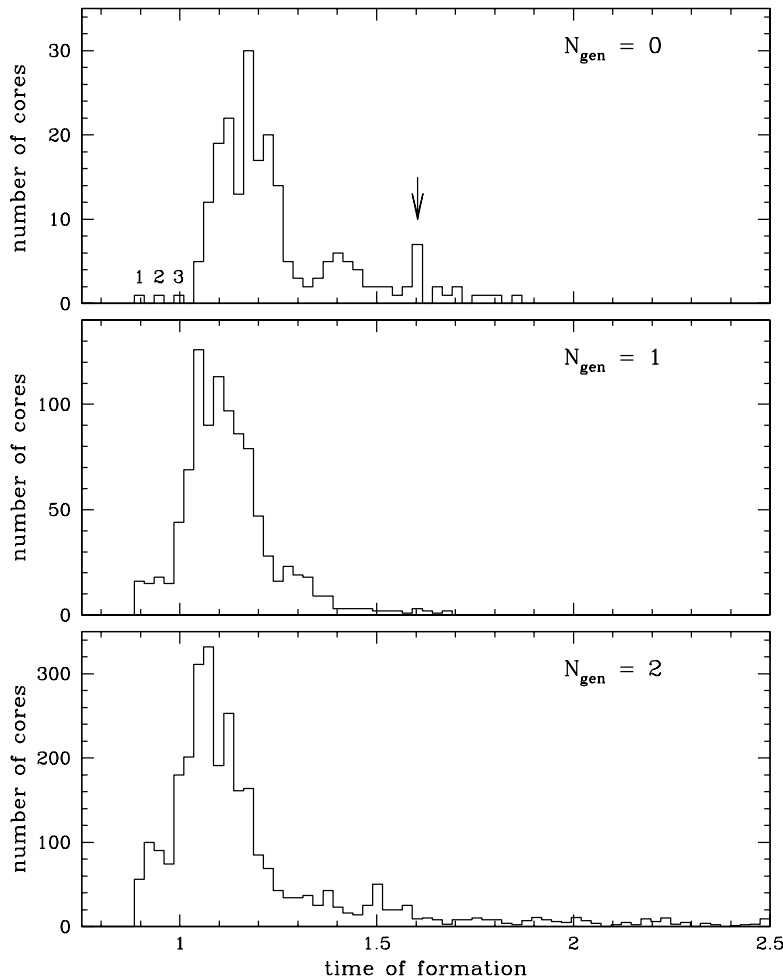 number of cores
30
20
10
0
N_gen = 0
1 2 3
number of cores
100
50
0
N_gen = 1
number of cores
300
200
100
0
N_gen = 2
1 1.5 2 2.5
time of formation